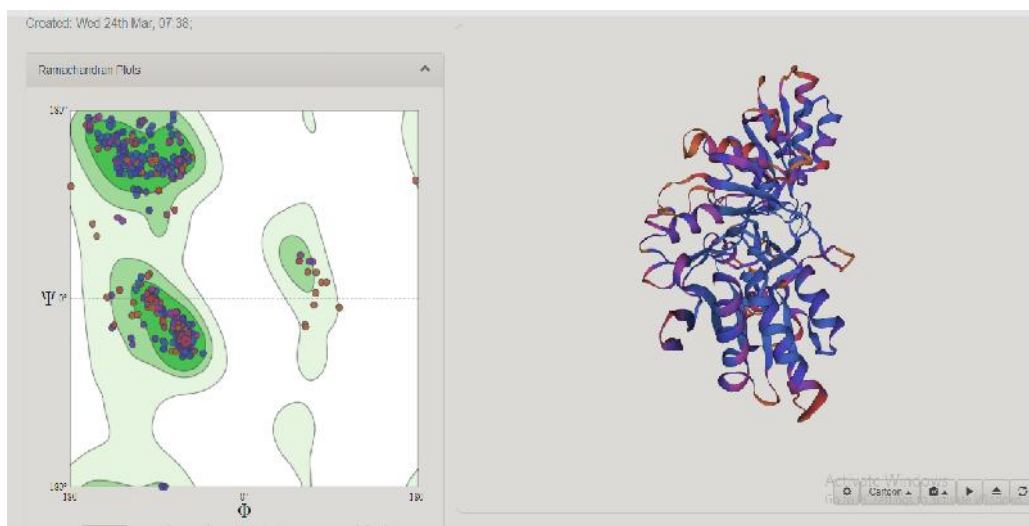 Created: Wed 24th Mar, 07:38;
Ramachandran Plots
180°
Ψ 0°
180°
180
0°
180
Φ
Activate Windows
Cartoon